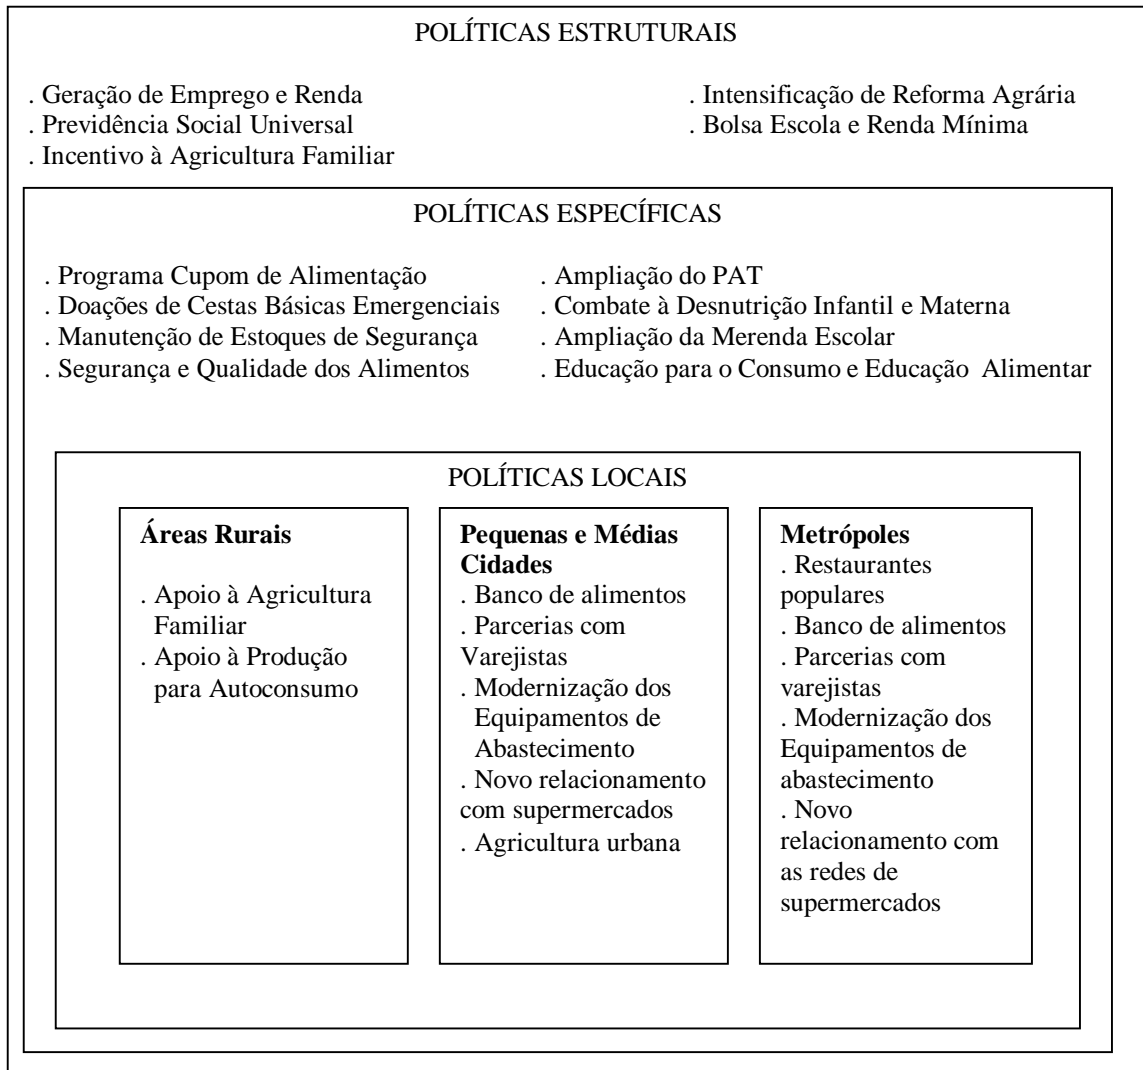 POLÍTICAS ESTRUTURAIS
. Geração de Emprego e Renda
. Previdência Social Universal
. Incentivo à Agricultura Familiar
. Intensificação de Reforma Agrária
. Bolsa Escola e Renda Mínima
POLÍTICAS ESPECÍFICAS
. Programa Cupom de Alimentação
. Doações de Cestas Básicas Emergenciais
. Manutenção de Estoques de Segurança
. Segurança e Qualidade dos Alimentos
. Ampliação do PAT
. Combate à Desnutrição Infantil e Materna
. Ampliação da Merenda Escolar
. Educação para o Consumo e Educação Alimentar
POLÍTICAS LOCAIS
Áreas Rurais
. Apoio à Agricultura
Familiar
. Apoio à Produção
para Autoconsumo
Pequenas e Médias
Cidades
. Banco de alimentos
. Parcerias com
Varejistas
. Modernização dos
Equipamentos de
Abastecimento
. Novo relacionamento
com supermercados
. Agricultura urbana
Metrópoles
. Restaurantes
populares
. Banco de alimentos
. Parcerias com
varejistas
. Modernização dos
Equipamentos de
abastecimento
. Novo
relacionamento com
as redes de
supermercados